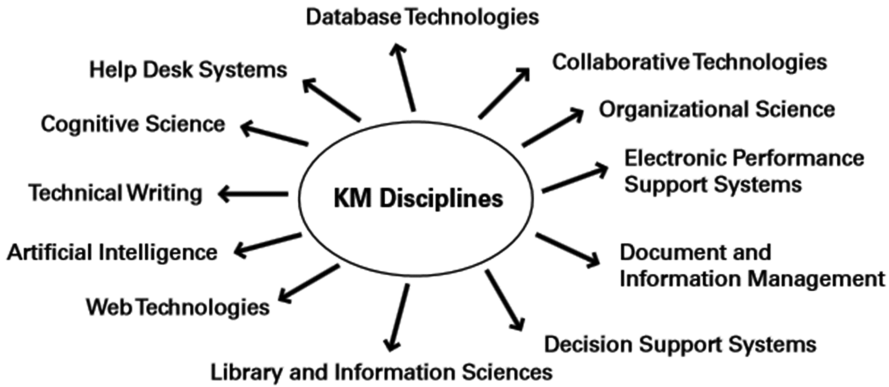 Database Technologies
Collaborative Technologies
Help Desk Systems
Organizational Science
Cognitive Science
Electronic Performance
Support Systems
Technical Writing
KM Disciplines
Artificial Intelligence
Document and
Information Management
Web Technologies
Decision Support Systems
Library and Information Sciences